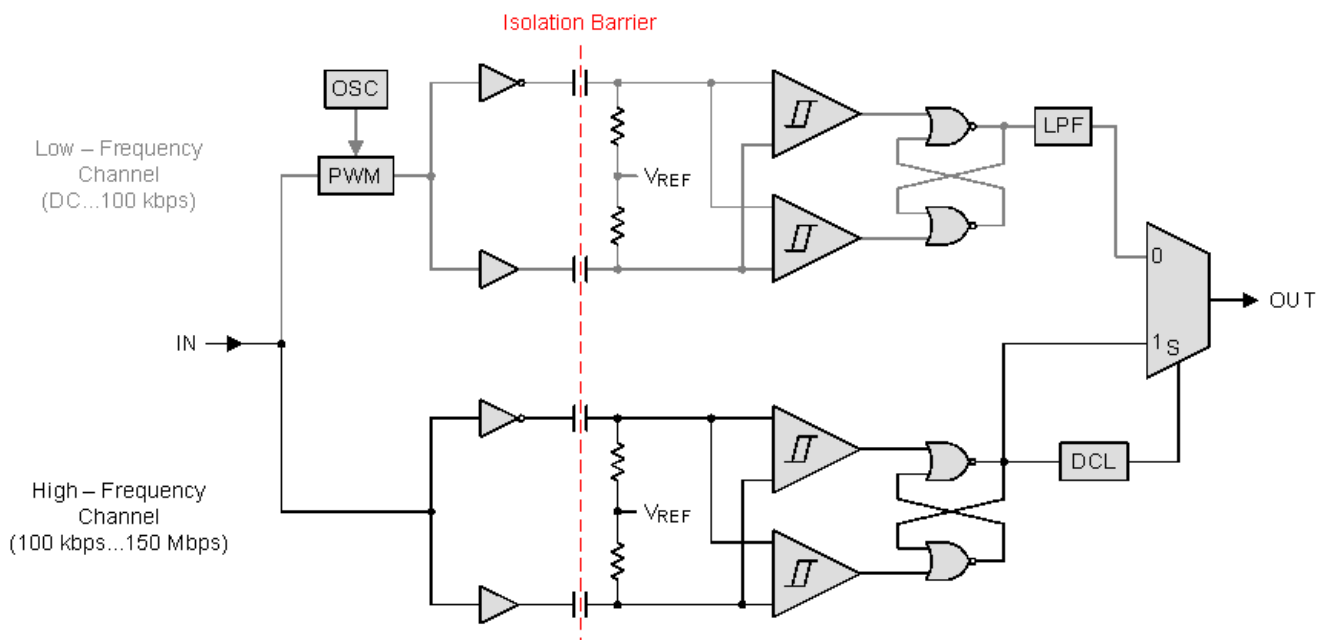 Isolation Barrier
OSC
Low – Frequency
Channel
(DC...100 kbps)
PWM
VREF
LPF
0
OUT
IN
1 S
High – Frequency
Channel
(100 kbps...150 Mbps)
VREF
DCL